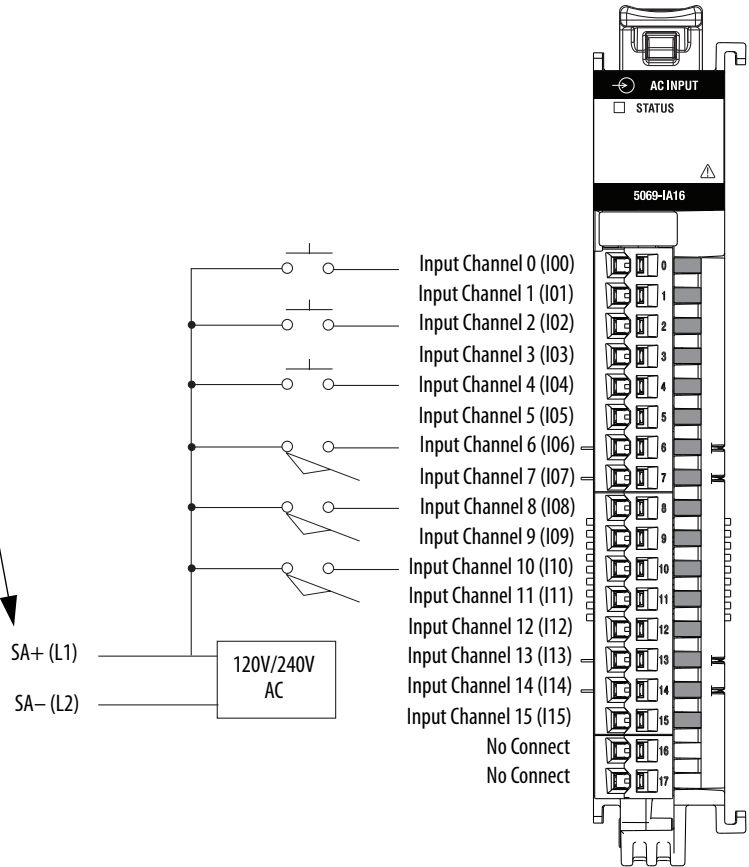 AC INPUT
STATUS
5069-IA16
Input Channel 0 (I00)
0
Input Channel 1 (I01)
1
Input Channel 2 (I02)
2
Input Channel 3 (I03)
3
Input Channel 4 (I04)
4
Input Channel 5 (I05)
5
Input Channel 6 (I06)
6
Input Channel 7 (I07)
7
Input Channel 8 (I08)
8
Input Channel 9 (I09)
9
Input Channel 10 (I10)
10
Input Channel 11 (I11)
11
Input Channel 12 (I12)
12
Input Channel 13 (I13)
13
Input Channel 14 (I14)
14
Input Channel 15 (I15)
15
No Connect
16
No Connect
17
SA+ (L1)
SA– (L2)
120V/240V
AC